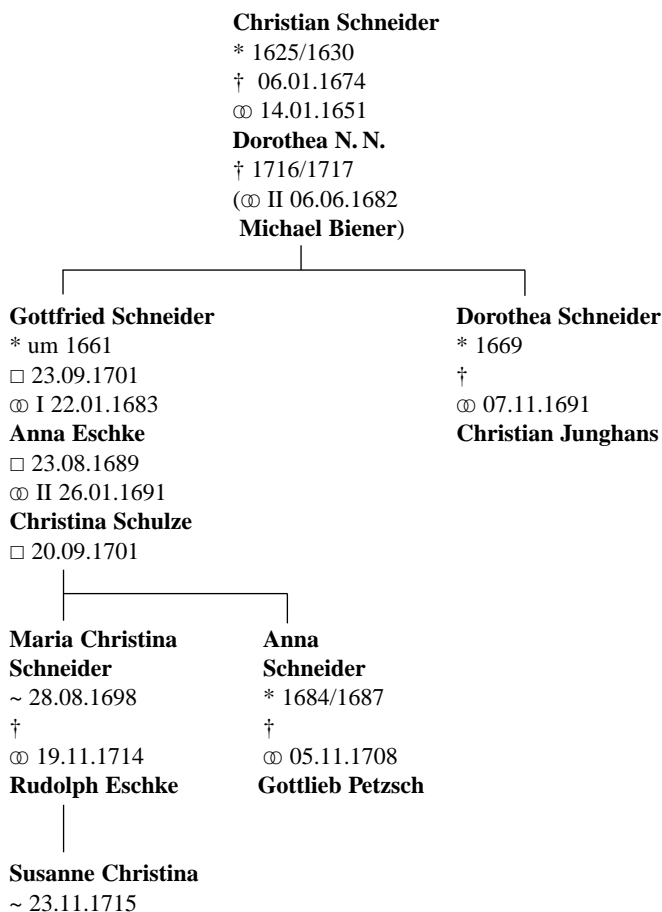 Christian Schneider
* 1625/1630
† 06.01.1674
⚭ 14.01.1651
Dorothea N. N.
† 1716/1717
(⚭ II 06.06.1682
Michael Biener)
Gottfried Schneider
* um 1661
□ 23.09.1701
⚭ I 22.01.1683
Anna Eschke
□ 23.08.1689
⚭ II 26.01.1691
Christina Schulze
□ 20.09.1701
Dorothea Schneider
* 1669
†
⚭ 07.11.1691
Christian Junghans
Maria Christina
Schneider
~ 28.08.1698
†
⚭ 19.11.1714
Rudolph Eschke
Anna
Schneider
* 1684/1687
†
⚭ 05.11.1708
Gottlieb Petzsch
Susanne Christina
~ 23.11.1715